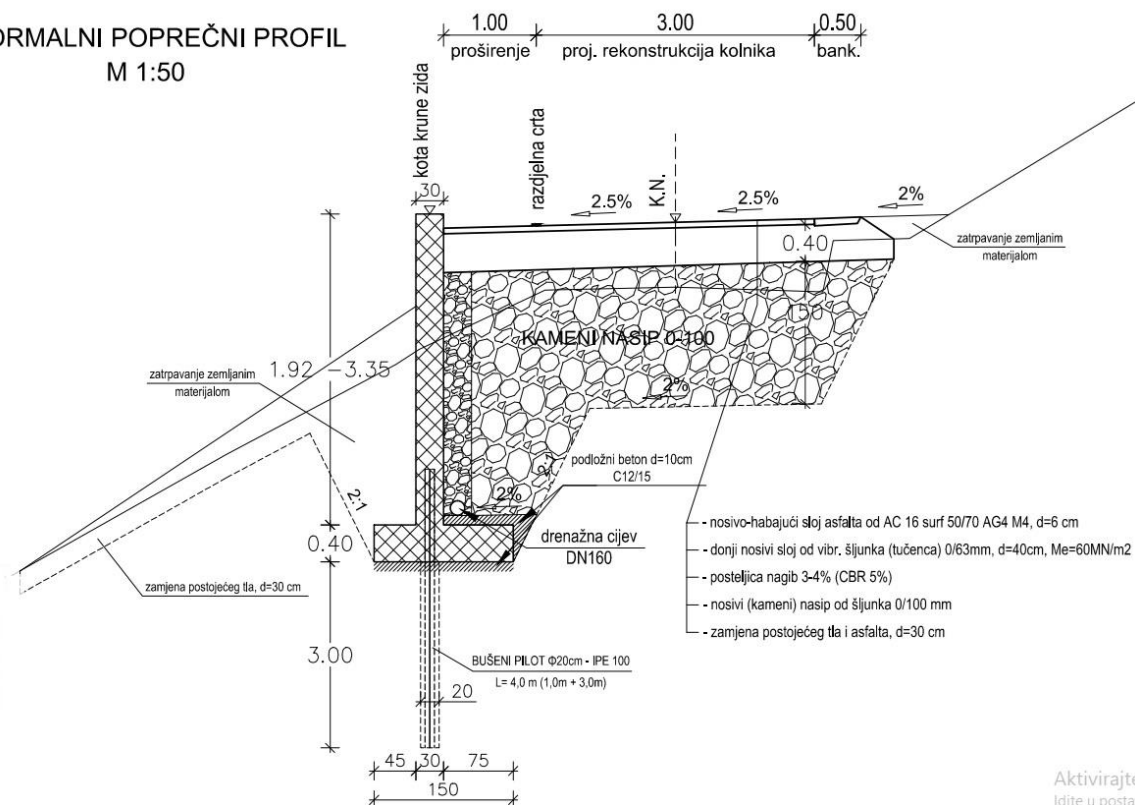 ORMALNI POPREČNI PROFIL
M 1:50
1.00
3.00
0.50
proširenje
proj. rekonstrukcija kolnika
bank.
kota krune zida
razdjelna crta
K.N.
30
2.5%
2.5%
2%
0.40
zatrpavanje zemljanim
materijalom
150
KAMENI NASIP 0-100
1.92 -3.35
zatrpavanje zemljanim
materijalom
2%
2:1
podložni beton d=10cm
C12/15
2:1
2%
0.40
drenažna cijev
DN160
zamjena postojećeg tla, d=30 cm
- nosivo-habajući sloj asfalta od AC 16 surf 50/70 AG4 M4, d=6 cm
- donji nosivi sloj od vibr. šljunka (tučenca) 0/63mm, d=40cm, Me=60MN/m2
- posteljica nagib 3-4% (CBR 5%)
- nosivi (kameni) nasip od šljunka 0/100 mm
- zamjena postojećeg tla i asfalta, d=30 cm
3.00
BUŠENI PILOT Φ20cm - IPE 100
L= 4,0 m (1,0m + 3,0m)
20
45
30
75
150
Aktivirajte
Idite u posta